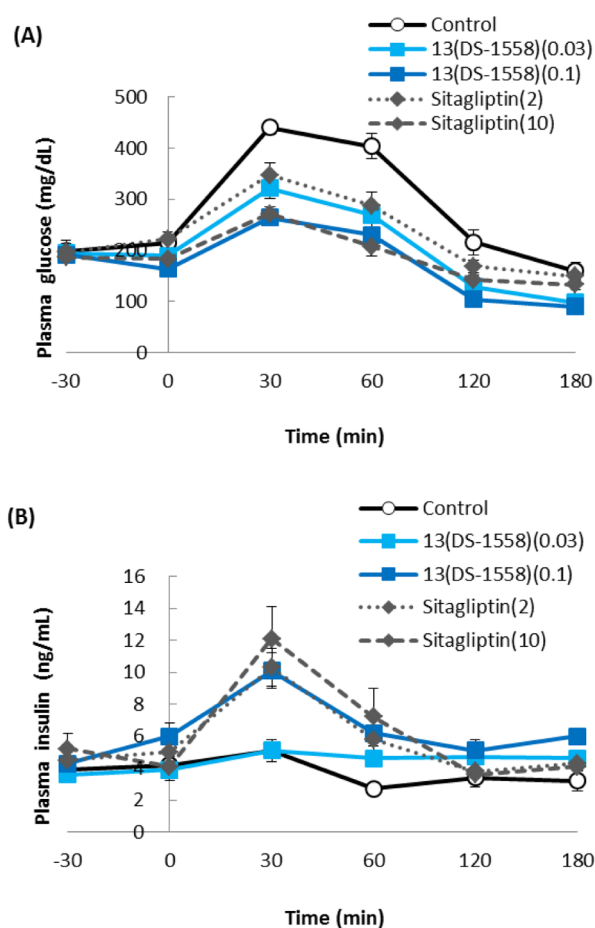 (A)
Control
13(DS-1558)(0.03)
13(DS-1558)(0.1)
Sitagliptin(2)
Sitagliptin(10)
Plasma glucose (mg/dL)
500
400
300
200
100
0
-30 0 30 60 120 180
Time (min)
(B)
Control
13(DS-1558)(0.03)
13(DS-1558)(0.1)
Sitagliptin(2)
Sitagliptin(10)
Plasma insulin (ng/mL)
16
14
12
10
8
6
4
2
0
-30 0 30 60 120 180
Time (min)